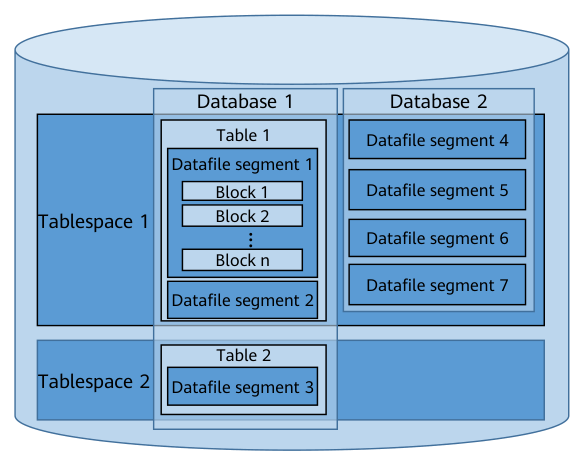 Database 1
Database 2
Tablespace 1
Table 1
Datafile segment 1
Block 1
Block 2
⋮
Block n
Datafile segment 2
Datafile segment 4
Datafile segment 5
Datafile segment 6
Datafile segment 7
Tablespace 2
Table 2
Datafile segment 3